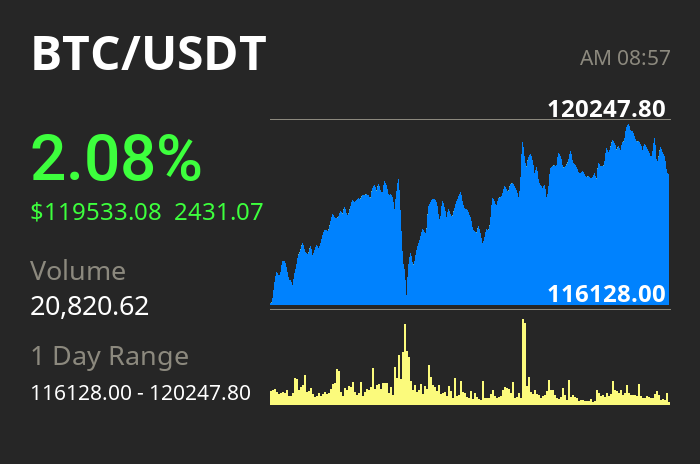 BTC/USDT
AM 08:57
120247.80
2.08%
$119533.08 2431.07
Volume
20,820.62
116128.00
1 Day Range
116128.00 - 120247.80